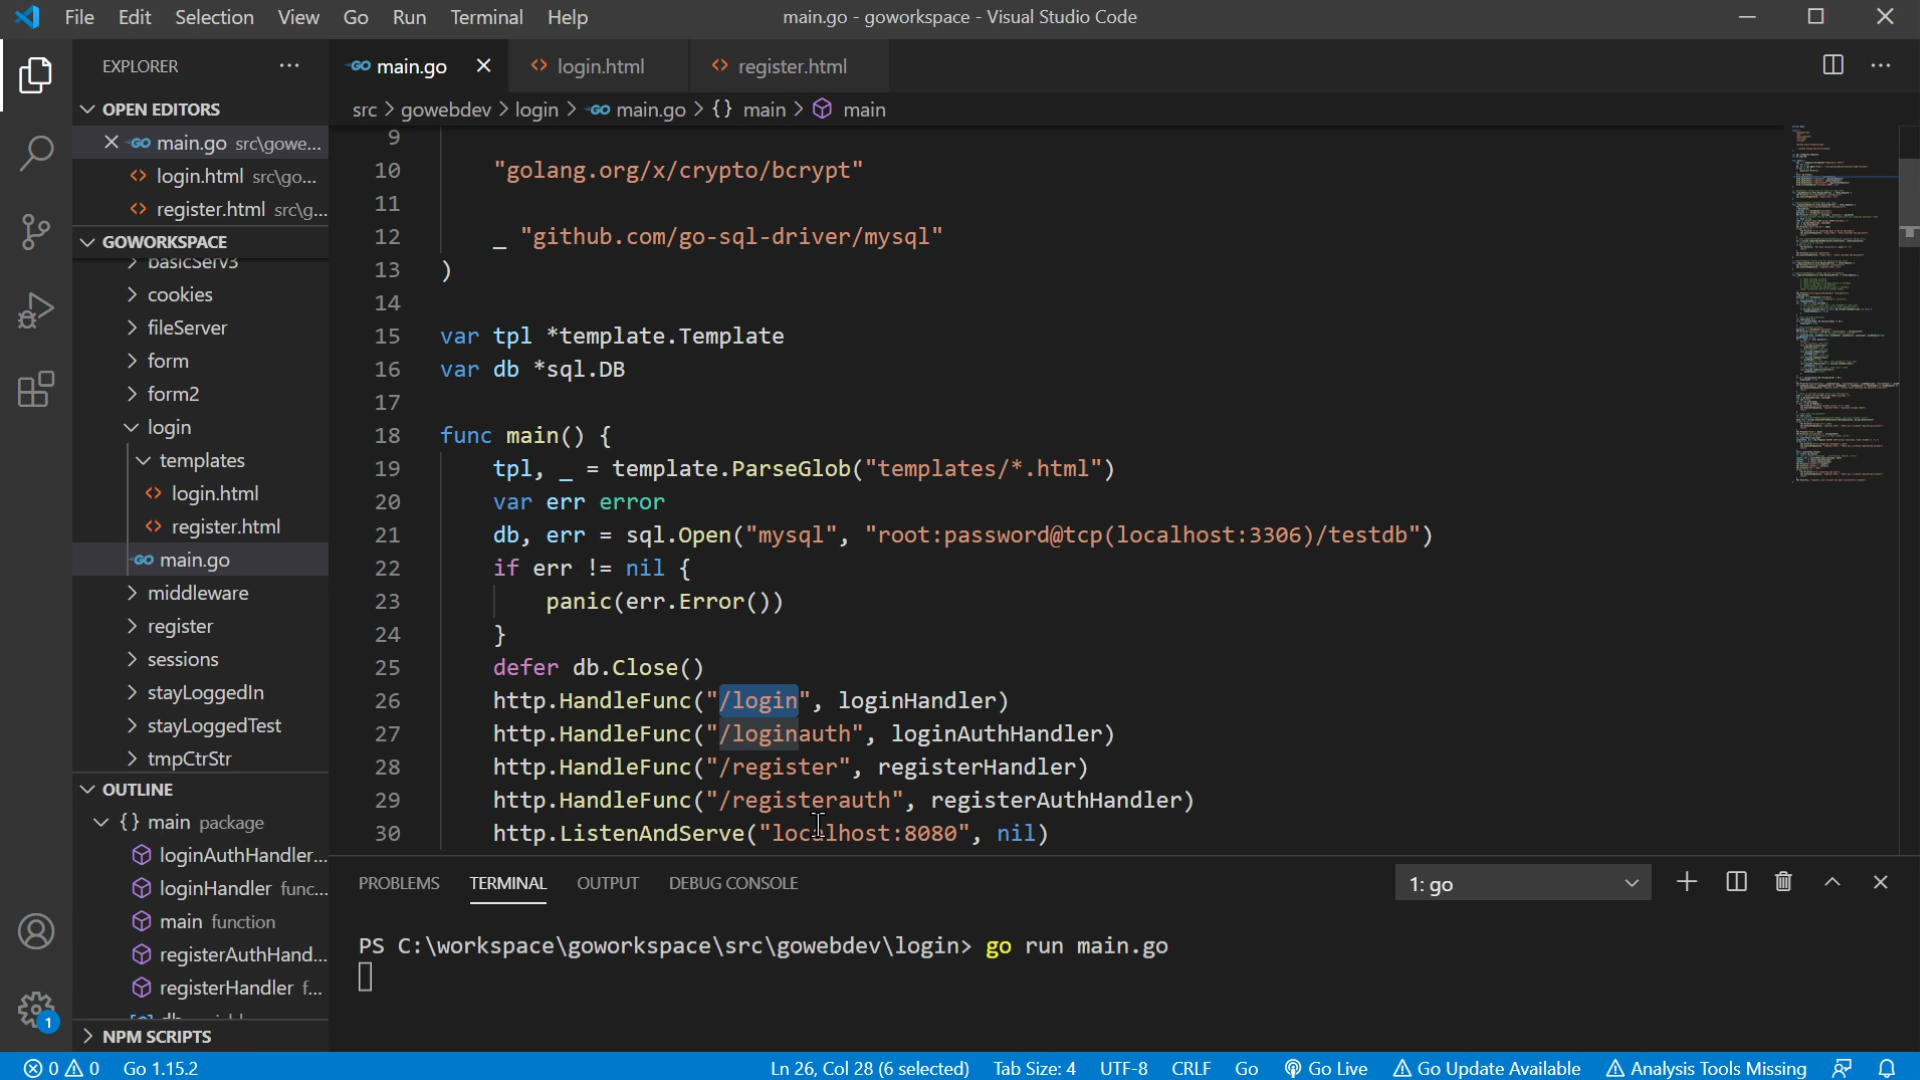 File Edit Selection View Go Run Terminal Help main.go - goworkspace - Visual Studio Code
EXPLORER ···
OPEN EDITORS
main.go src\gowe...
login.html src\go...
register.html src\g...
GOWORKSPACE
basicServ3
cookies
fileServer
form
form2
login
templates
login.html
register.html
main.go
middleware
register
sessions
stayLoggedIn
stayLoggedTest
tmpCtrStr
OUTLINE
{} main package
loginAuthHandler...
loginHandler func...
main function
registerAuthHand...
registerHandler f...
NPM SCRIPTS
GO main.go <> login.html <> register.html
src > gowebdev > login > GO main.go > {} main > main
9
10 "golang.org/x/crypto/bcrypt"
11
12 _ "github.com/go-sql-driver/mysql"
13 )
14
15 var tpl *template.Template
16 var db *sql.DB
17
18 func main() {
19 tpl, _ = template.ParseGlob("templates/*.html")
20 var err error
21 db, err = sql.Open("mysql", "root:password@tcp(localhost:3306)/testdb")
22 if err != nil {
23 panic(err.Error())
24 }
25 defer db.Close()
26 http.HandleFunc("/login", loginHandler)
27 http.HandleFunc("/loginauth", loginAuthHandler)
28 http.HandleFunc("/register", registerHandler)
29 http.HandleFunc("/registerauth", registerAuthHandler)
30 http.ListenAndServe("localhost:8080", nil)
PROBLEMS TERMINAL OUTPUT DEBUG CONSOLE 1: go
PS C:\workspace\goworkspace\src\gowebdev\login> go run main.go
1
0 0 Go 1.15.2 Ln 26, Col 28 (6 selected) Tab Size: 4 UTF-8 CRLF Go Go Live Go Update Available Analysis Tools Missing